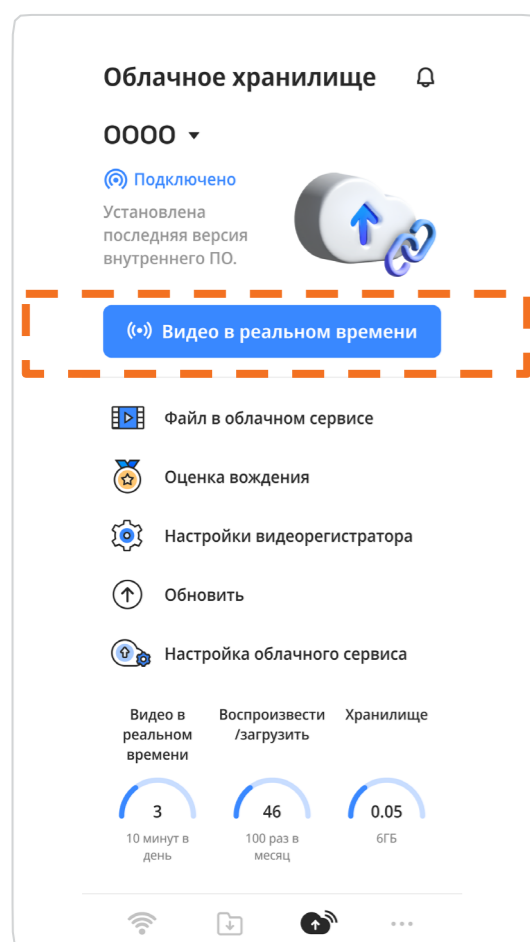 Облачное хранилище
OOOO
Подключено
Установлена
последняя версия
внутреннего ПО.
Видео в реальном времени
Файл в облачном сервисе
Оценка вождения
Настройки видеорегистратора
Обновить
Настройка облачного сервиса
Видео в
реальном
времени
Воспроизвести
/загрузить
Хранилище
3
46
0.05
10 минут в
день
100 раз в
месяц
6ГБ